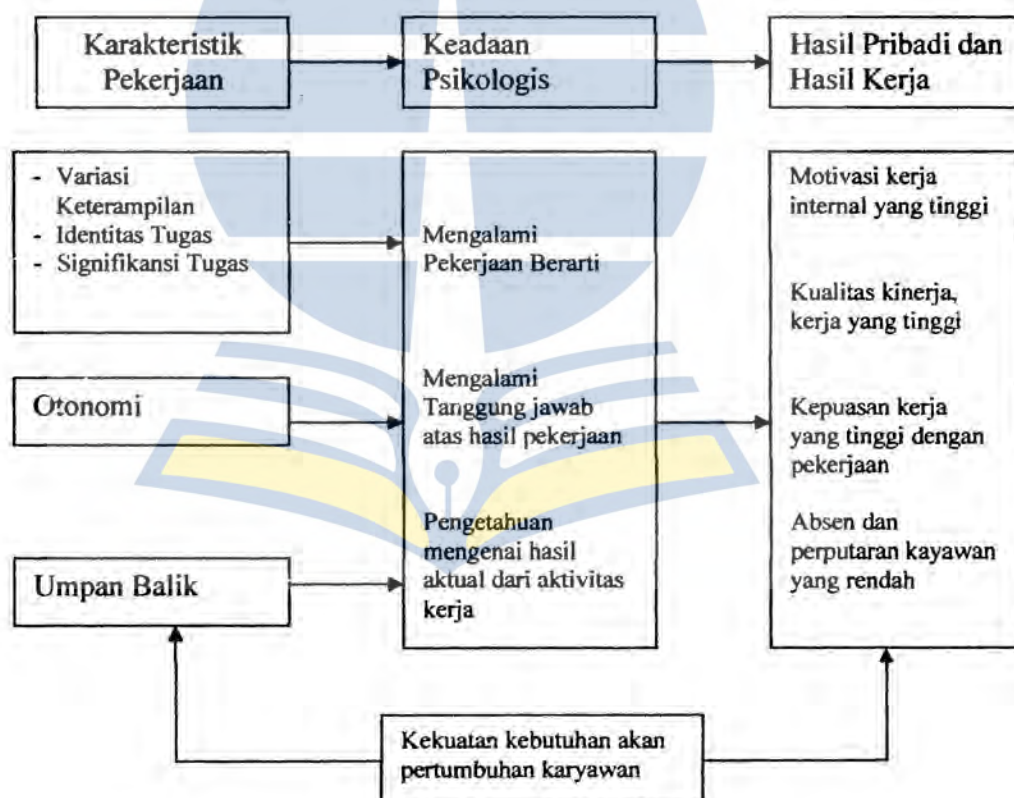 Karakteristik
Pekerjaan
Keadaan
Psikologis
Hasil Pribadi dan
Hasil Kerja
- Variasi
Keterampilan
- Identitas Tugas
- Signifikansi Tugas
Mengalami
Pekerjaan Berarti
Motivasi kerja
internal yang tinggi
Kualitas kinerja,
kerja yang tinggi
Otonomi
Mengalami
Tanggung jawab
atas hasil pekerjaan
Kepuasan kerja
yang tinggi dengan
pekerjaan
Umpan Balik
Pengetahuan
mengenai hasil
aktual dari aktivitas
kerja
Absen dan
perputaran kayawan
yang rendah
Kekuatan kebutuhan akan
pertumbuhan karyawan